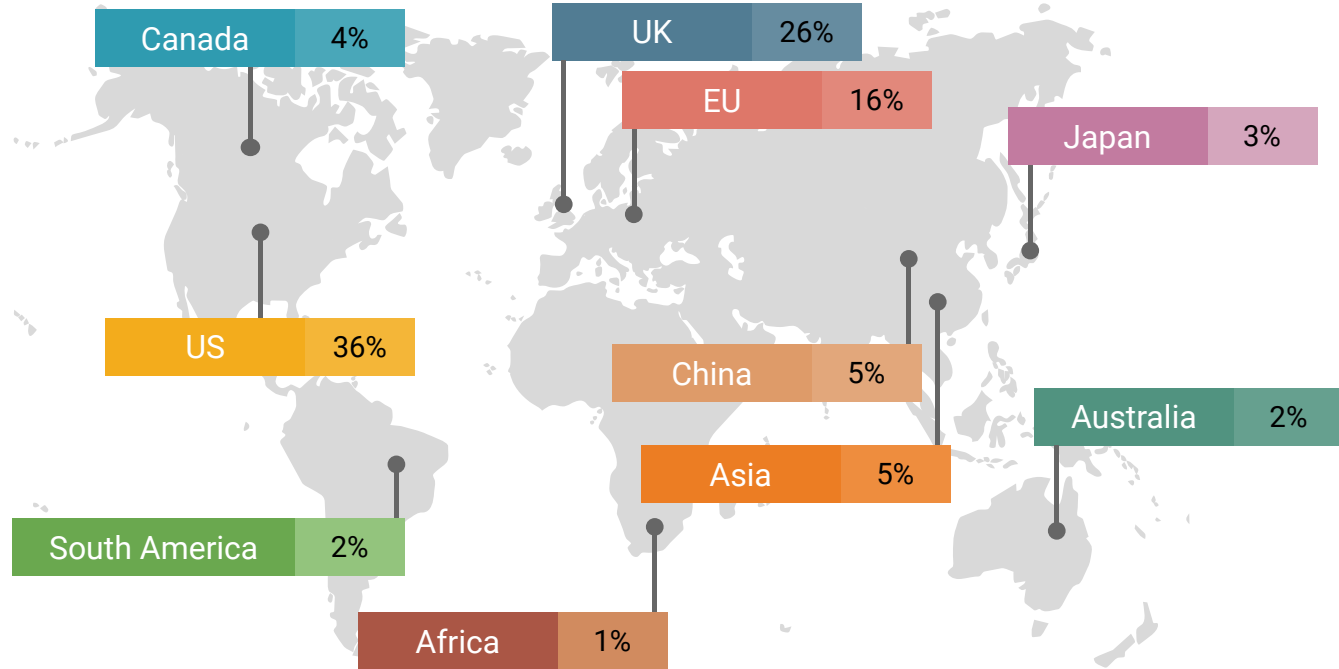 Canada 4%
UK 26%
EU 16%
Japan 3%
US 36%
China 5%
Australia 2%
Asia 5%
South America 2%
Africa 1%